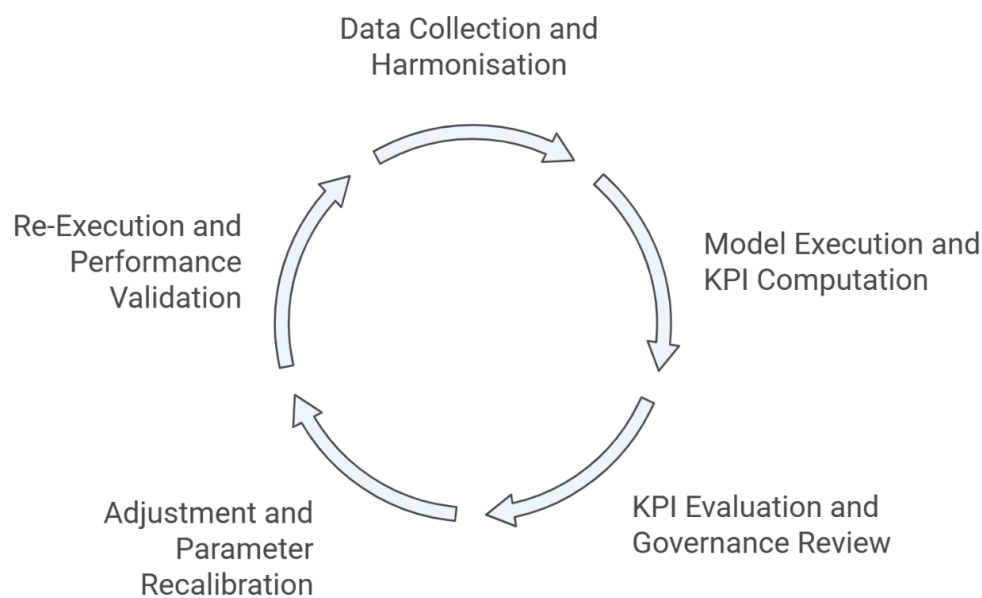 Data Collection and
Harmonisation
Model Execution and
KPI Computation
KPI Evaluation and
Governance Review
Adjustment and
Parameter
Recalibration
Re-Execution and
Performance
Validation